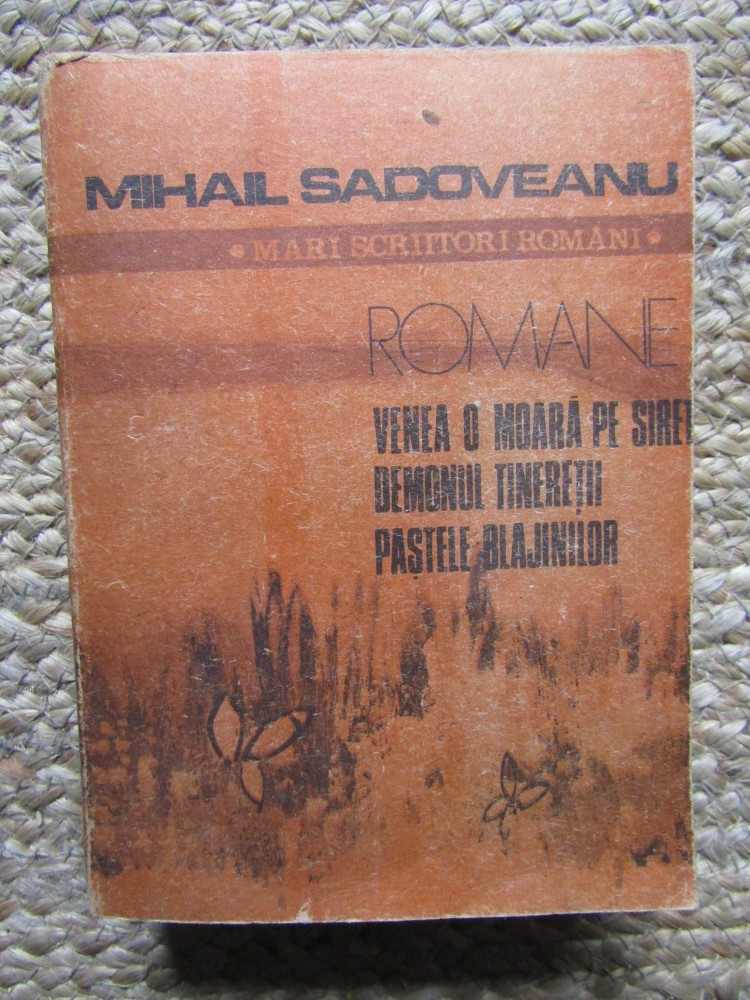 MIHAIL SADOVEANU
• MARI SCRIITORI ROMÂNI •
ROMANE
VENEA O MOARĂ PE SIRET
DEMONUL TINEREȚII
PAȘTELE BLAJINILOR